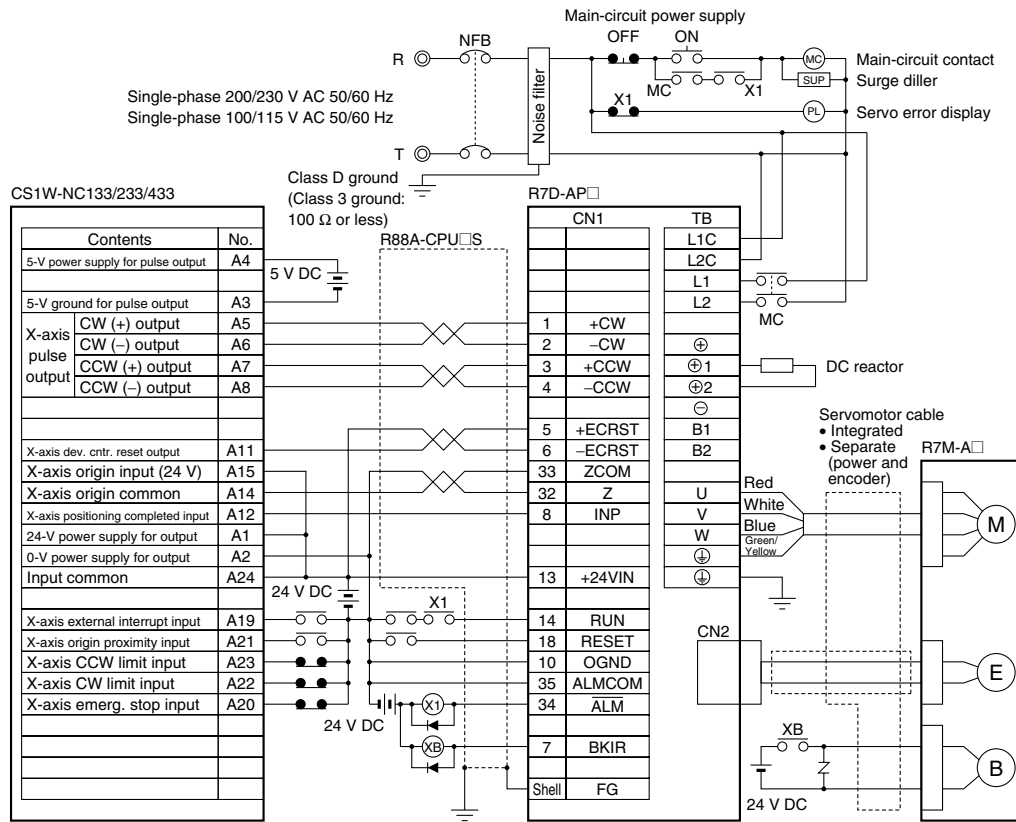 Main-circuit power supply
OFF ON
R NFB
MC Main-circuit contact
MC X1 SUP Surge diller
Noise filter
Single-phase 200/230 V AC 50/60 Hz
X1 PL Servo error display
Single-phase 100/115 V AC 50/60 Hz
T
Class D ground
(Class 3 ground:
100 Ω or less)
CS1W-NC133/233/433
R7D-AP□
R88A-CPU□S
CN1 TB
Contents No.
L1C
5-V power supply for pulse output A4
5 V DC
L2C
L1
5-V ground for pulse output A3
L2
MC
X-axis pulse output
CW (+) output A5 1 +CW
CW (−) output A6 2 −CW ⊕
CCW (+) output A7 3 +CCW ⊕1 DC reactor
CCW (−) output A8 4 −CCW ⊕2
⊖
5 +ECRST B1
X-axis dev. cntr. reset output A11 6 −ECRST B2
X-axis origin input (24 V) A15 33 ZCOM
X-axis origin common A14 32 Z U Red
X-axis positioning completed input A12 8 INP V White
24-V power supply for output A1 W Blue
0-V power supply for output A2 Green/
Yellow
Input common A24 13 +24VIN
24 V DC
X1
X-axis external interrupt input A19 14 RUN
X-axis origin proximity input A21 18 RESET
X-axis CCW limit input A23 10 OGND
X-axis CW limit input A22 35 ALMCOM
X-axis emerg. stop input A20 X1 34 ALM
24 V DC
XB 7 BKIR
Shell FG
CN2
Servomotor cable
• Integrated
• Separate
(power and
encoder)
R7M-A□
M
E
XB
B
24 V DC